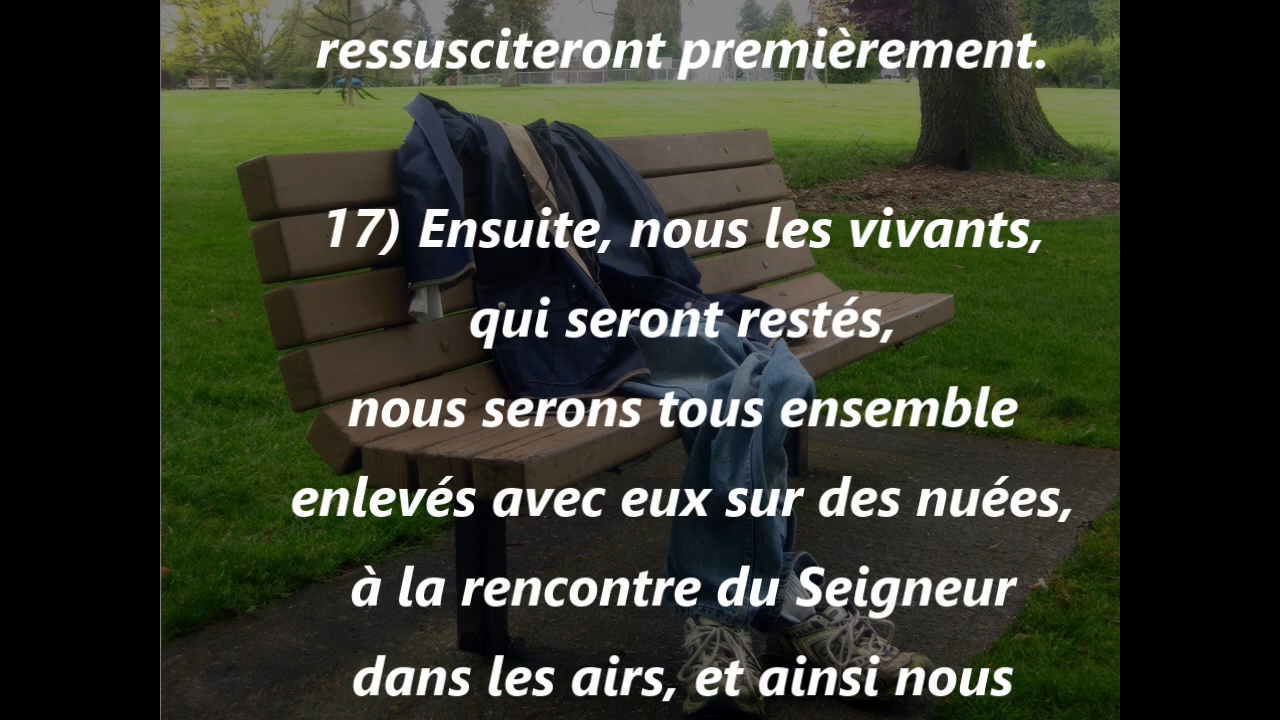 ressusciteront premièrement.
17) Ensuite, nous les vivants,
qui seront restés,
nous serons tous ensemble
enlevés avec eux sur des nuées,
à la rencontre du Seigneur
dans les airs, et ainsi nous